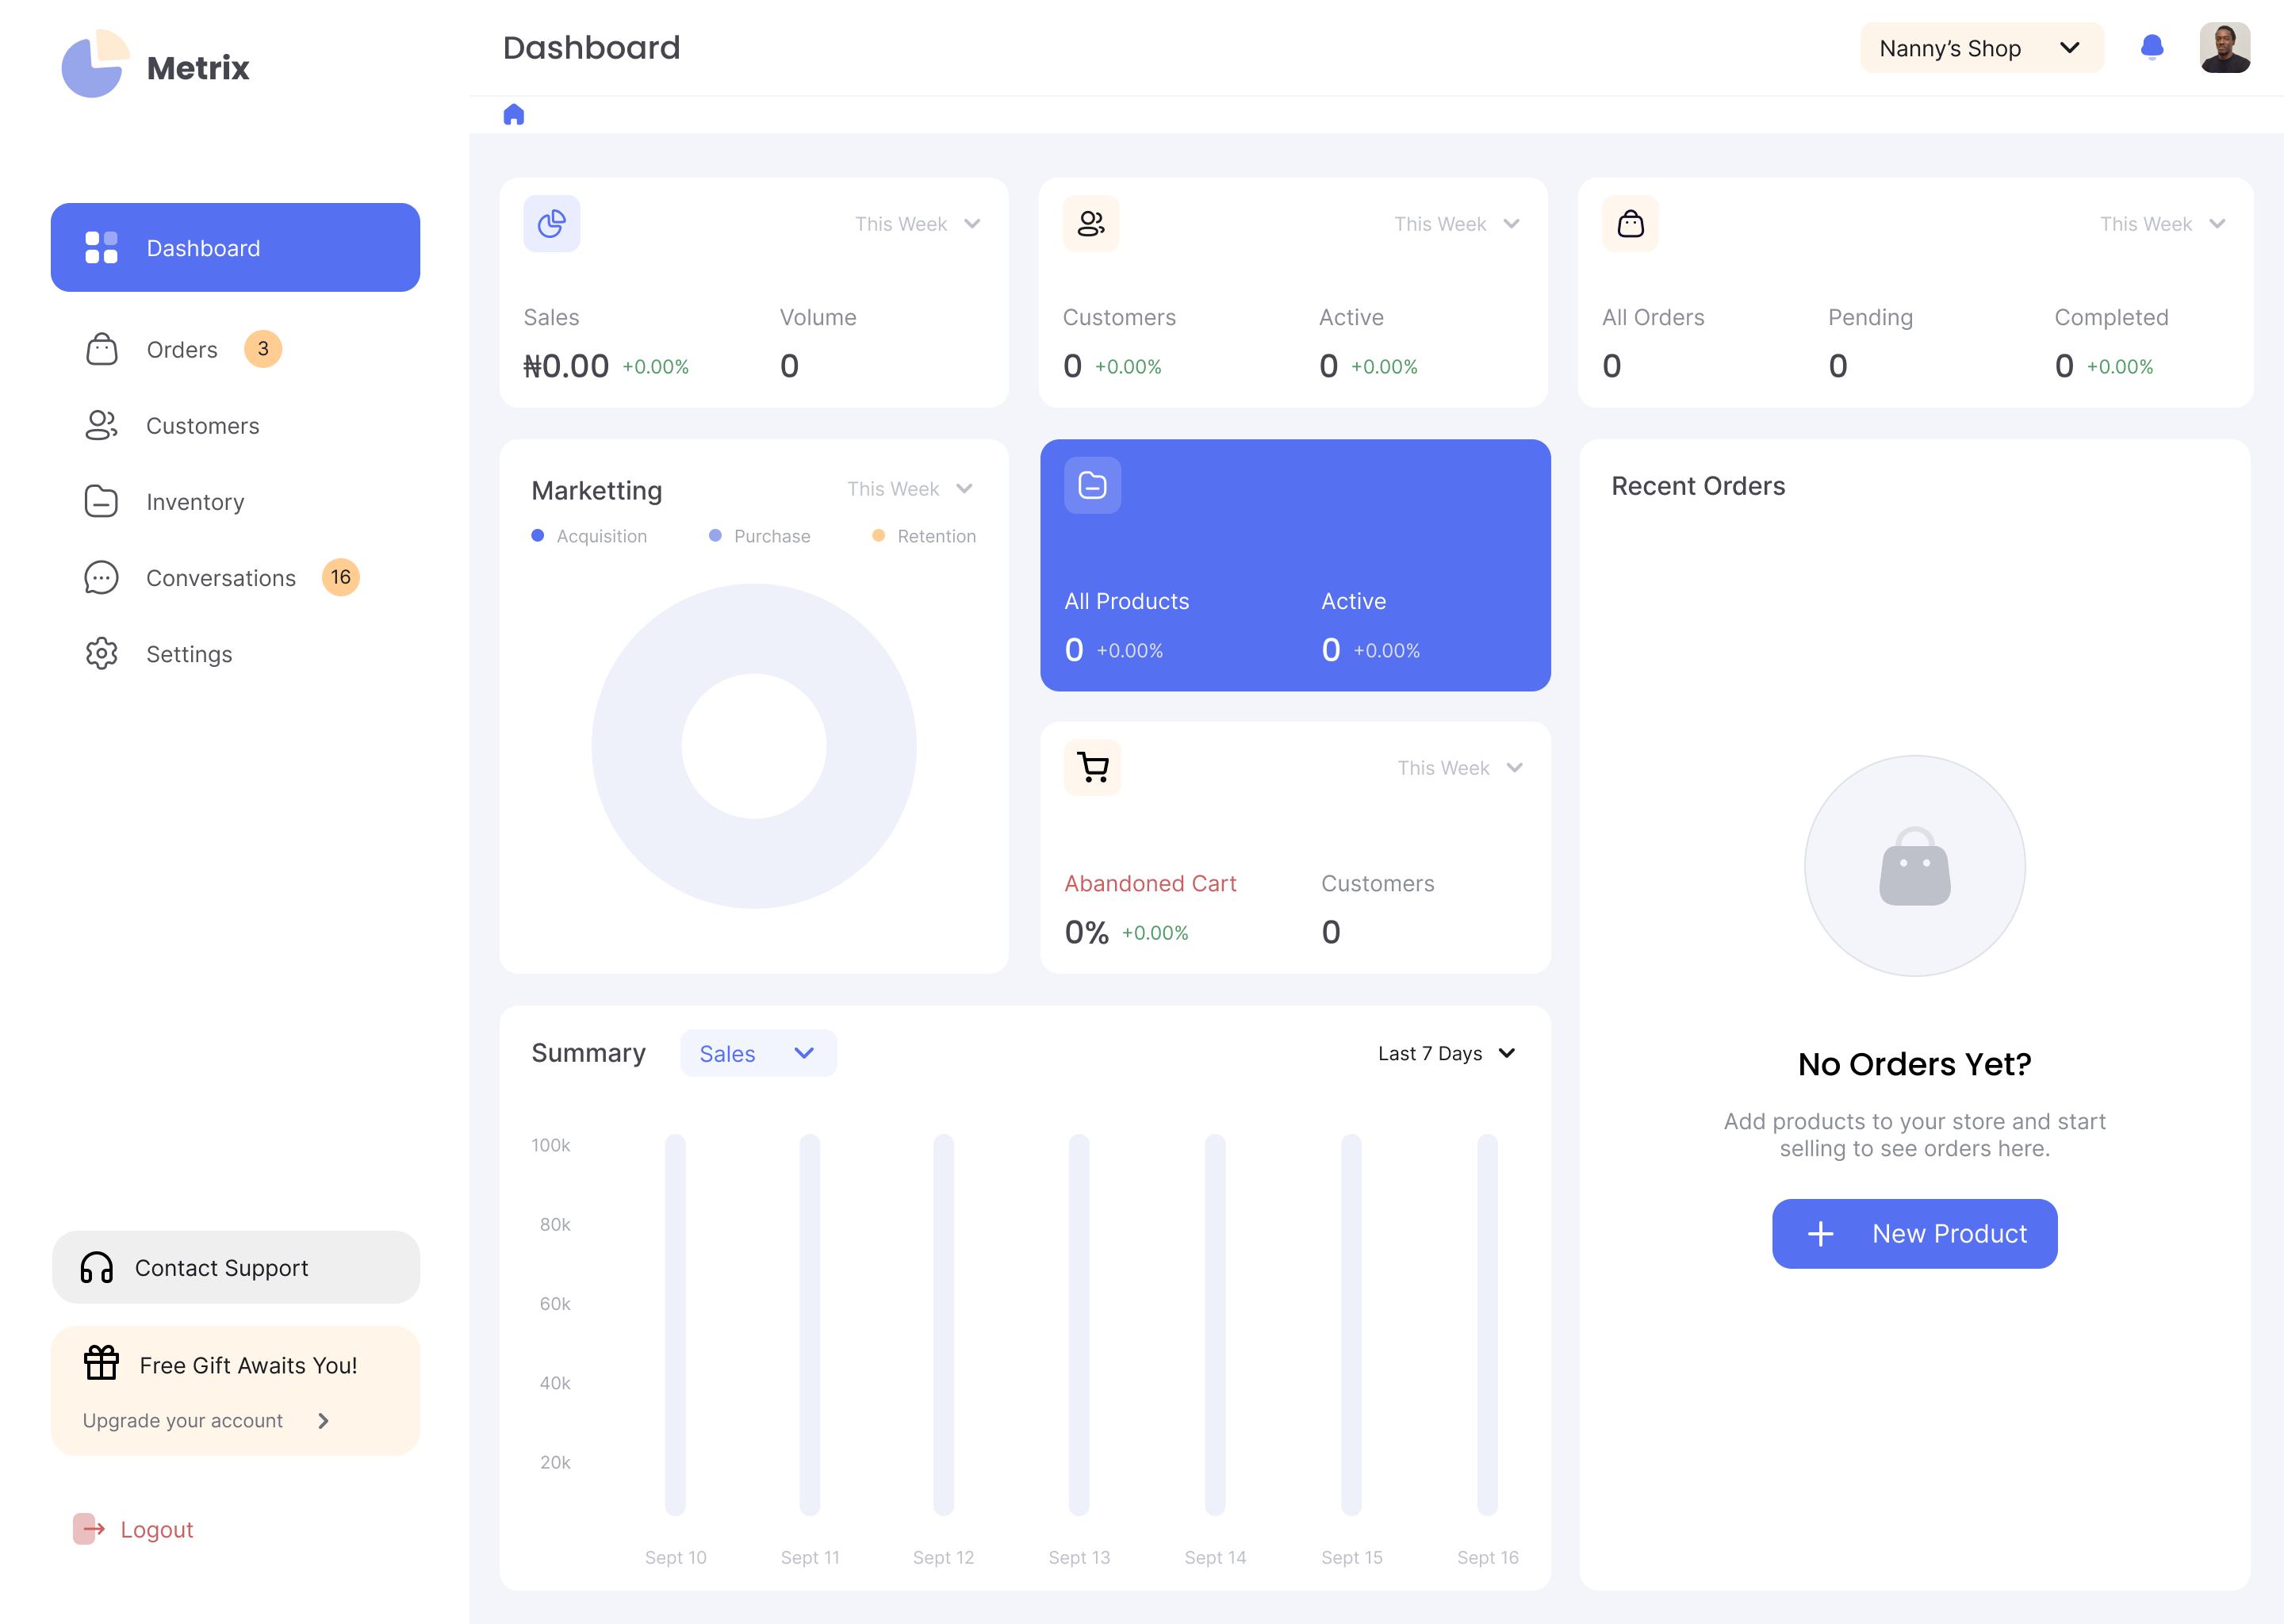 Metrix
Dashboard
Nanny’s Shop
Dashboard
Orders
3
Customers
Inventory
Conversations
16
Settings
Contact Support
Free Gift Awaits You!
Upgrade your account
Logout
This Week
Sales
Volume
₦0.00 +0.00%
0
This Week
Customers
Active
0 +0.00%
0 +0.00%
This Week
All Orders
Pending
Completed
0
0
0 +0.00%
Marketting
This Week
Acquisition
Purchase
Retention
All Products
Active
0 +0.00%
0 +0.00%
This Week
Abandoned Cart
Customers
0% +0.00%
0
Recent Orders
No Orders Yet?
Add products to your store and start
selling to see orders here.
New Product
Summary
Sales
Last 7 Days
100k
80k
60k
40k
20k
Sept 10
Sept 11
Sept 12
Sept 13
Sept 14
Sept 15
Sept 16